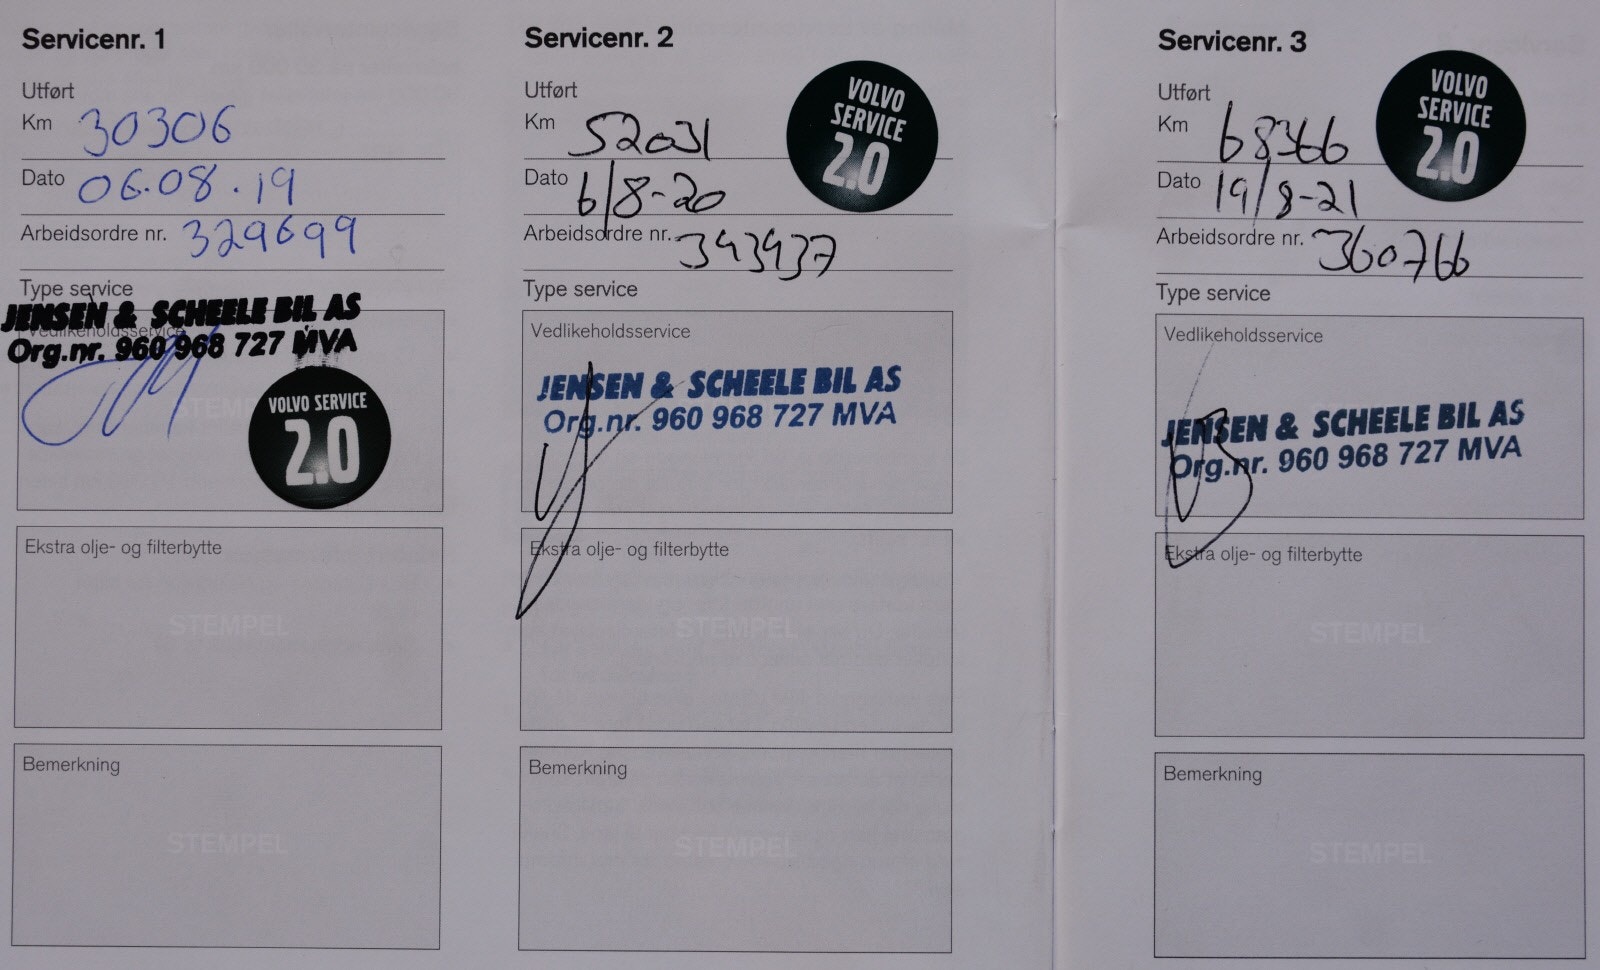 Servicenr. 1
Utført
Km 30306
Dato 06.08.19
Arbeidsordre nr. 329699
Type service
JENSEN & SCHEELE BIL AS
Vedlikeholdsservice
Org.nr. 960 968 727 MVA
STEMPEL
VOLVO SERVICE
2.0
Ekstra olje- og filterbytte
STEMPEL
Bemerkning
STEMPEL
Servicenr. 2
Utført
Km 52031
VOLVO
SERVICE
2.0
Dato 6/8-20
Arbeidsordre nr. 343437
Type service
Vedlikeholdsservice
JENSEN & SCHEELE BIL AS
Org.nr. 960 968 727 MVA
Ekstra olje- og filterbytte
STEMPEL
Bemerkning
STEMPEL
Servicenr. 3
Utført
Km 68366
VOLVO
SERVICE
2.0
Dato 19/8-21
Arbeidsordre nr. 360766
Type service
Vedlikeholdsservice
JENSEN & SCHEELE BIL AS
Org.nr. 960 968 727 MVA
Ekstra olje- og filterbytte
STEMPEL
Bemerkning
STEMPEL